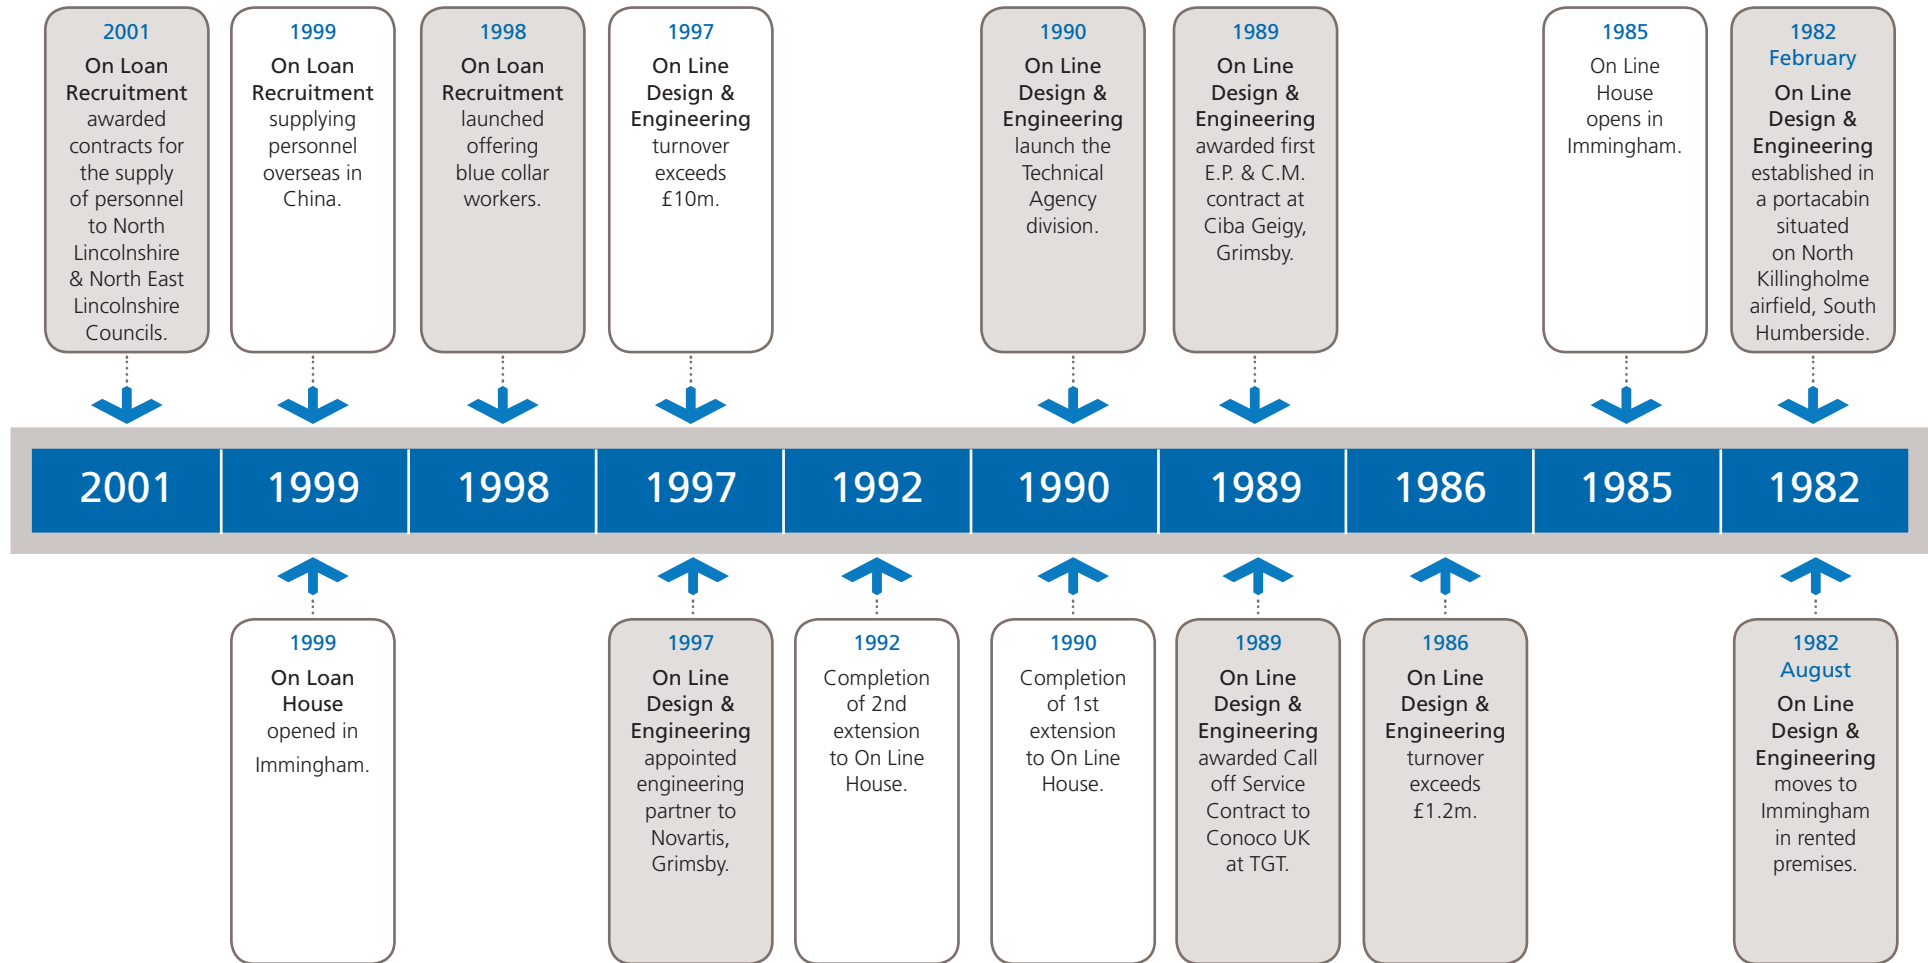 2001
On Loan
Recruitment
awarded
contracts for
the supply
of personnel
to North
Lincolnshire
& North East
Lincolnshire
Councils.
1999
On Loan
Recruitment
supplying
personnel
overseas in
China.
1998
On Loan
Recruitment
launched
offering
blue collar
workers.
1997
On Line
Design &
Engineering
turnover
exceeds
£10m.
1990
On Line
Design &
Engineering
launch the
Technical
Agency
division.
1989
On Line
Design &
Engineering
awarded first
E.P. & C.M.
contract at
Ciba Geigy,
Grimsby.
1985
On Line
House
opens in
Immingham.
1982
February
On Line
Design &
Engineering
established in
a portacabin
situated
on North
Killingholme
airfield, South
Humberside.
2001 1999 1998 1997 1992 1990 1989 1986 1985 1982
1999
On Loan
House
opened in
Immingham.
1997
On Line
Design &
Engineering
appointed
engineering
partner to
Novartis,
Grimsby.
1992
Completion
of 2nd
extension
to On Line
House.
1990
Completion
of 1st
extension
to On Line
House.
1989
On Line
Design &
Engineering
awarded Call
off Service
Contract to
Conoco UK
at TGT.
1986
On Line
Design &
Engineering
turnover
exceeds
£1.2m.
1982
August
On Line
Design &
Engineering
moves to
Immingham
in rented
premises.